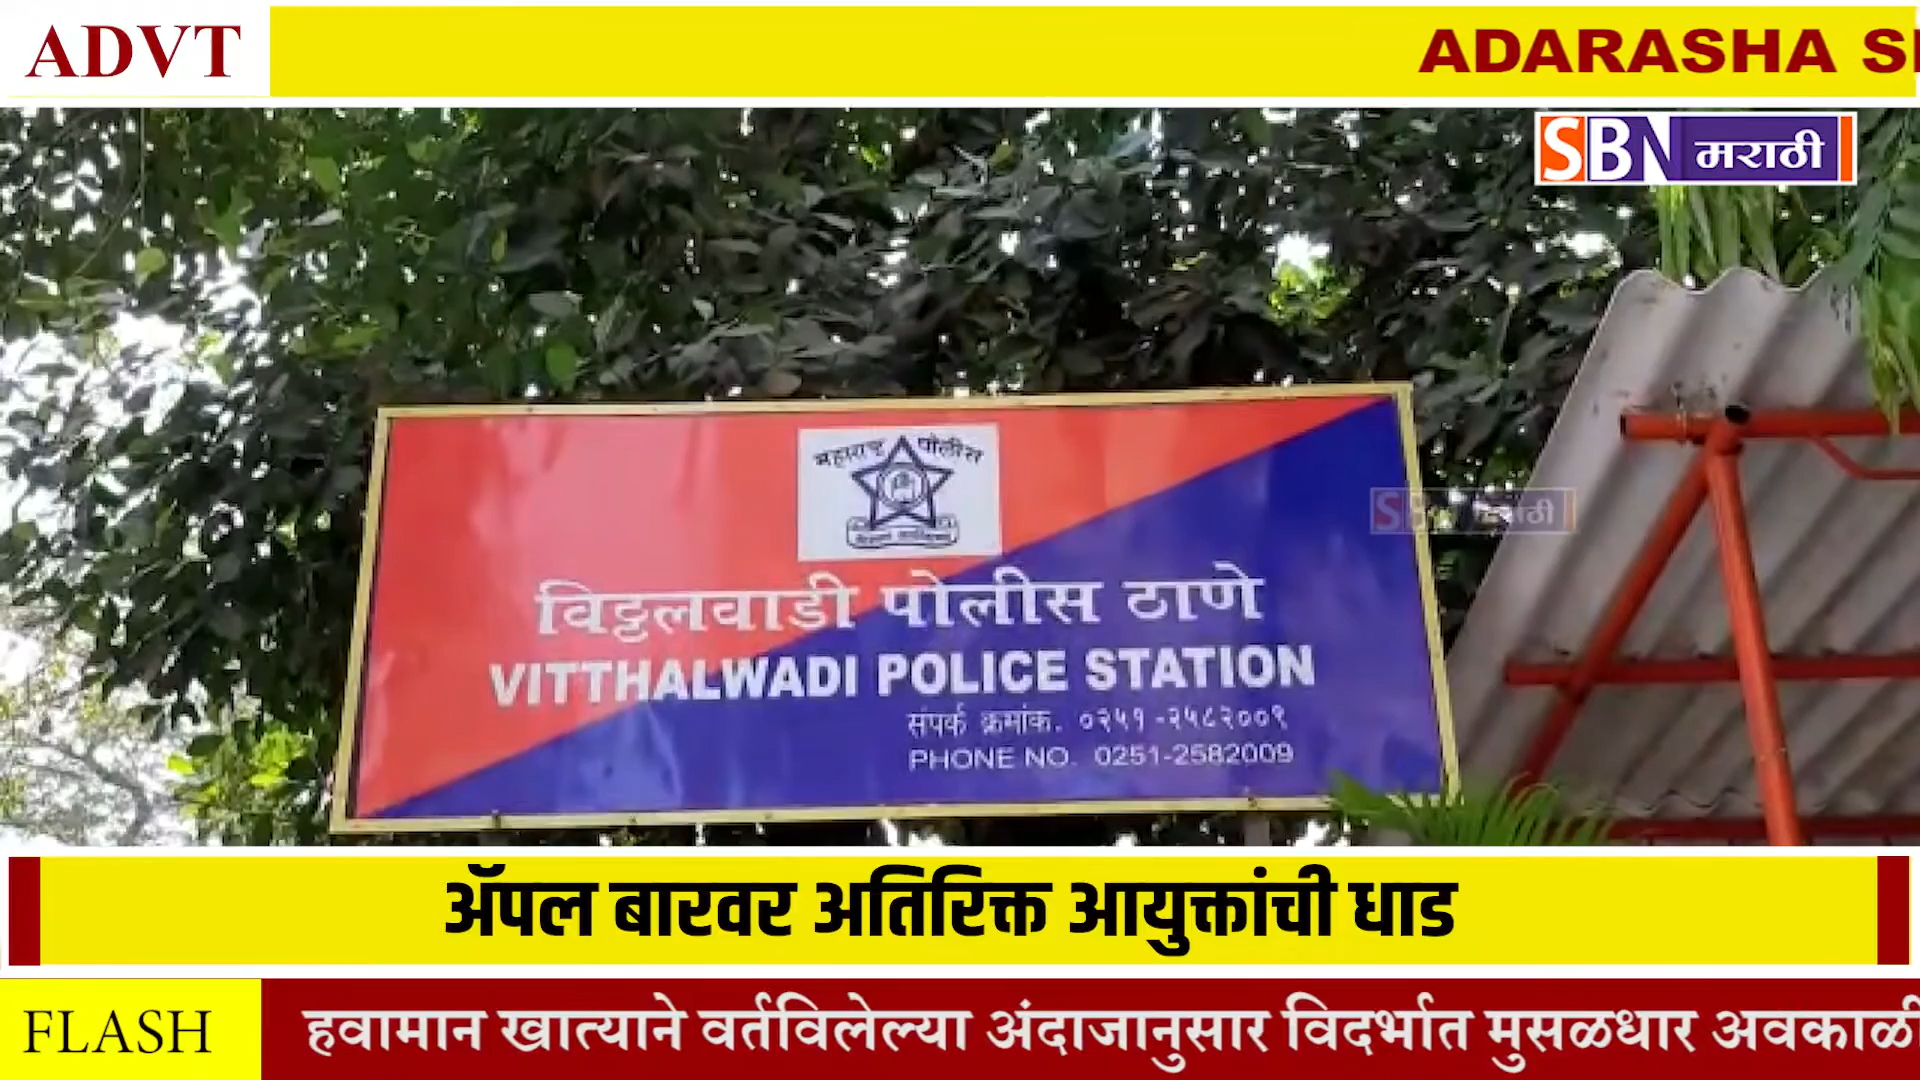 ADVT
ADARASHA
SBN मराठी
महाराष्ट्र पोलीस
विठ्ठलवाडी पोलीस ठाणे
VITTHALWADI POLICE STATION
संपर्क क्रमांक. ०२५१-२५८२००९
PHONE NO. 0251-2582009
ॲपल बारवर अतिरिक्त आयुक्तांची धाड
FLASH
हवामान खात्याने वर्तविलेल्या अंदाजानुसार विदर्भात मुसळधार अवकाळी